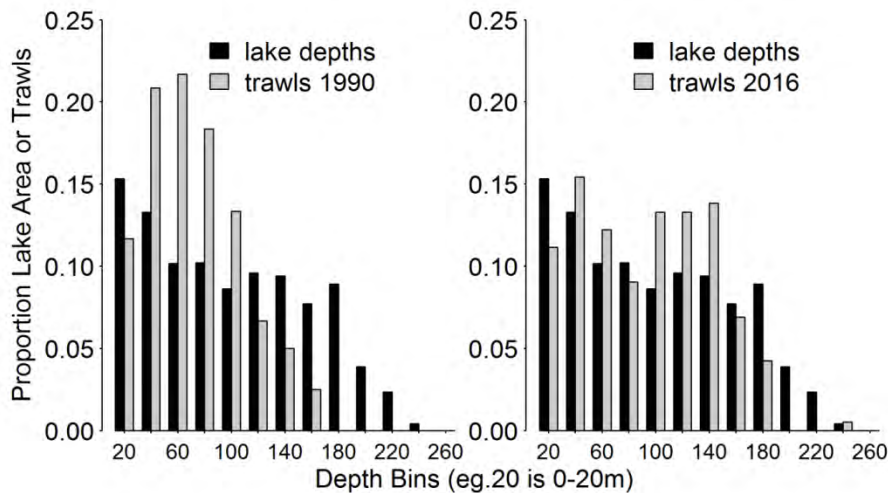 Proportion Lake Area or Trawls
0.25
0.20
0.15
0.10
0.05
0.00
lake depths
trawls 1990
20 60 100 140 180 220 260
0.25
0.20
0.15
0.10
0.05
0.00
lake depths
trawls 2016
20 60 100 140 180 220 260
Depth Bins (eg.20 is 0-20m)